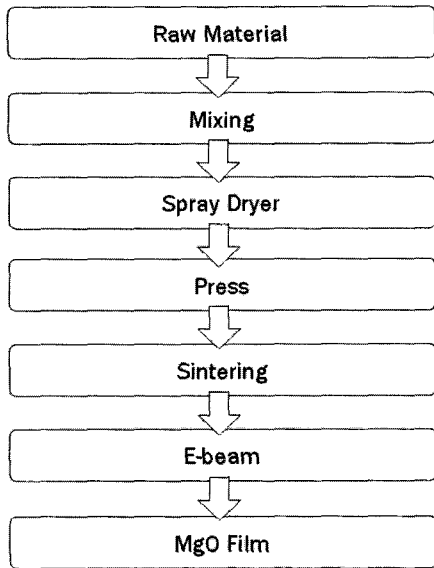 Raw Material
Mixing
Spray Dryer
Press
Sintering
E-beam
MgO Film